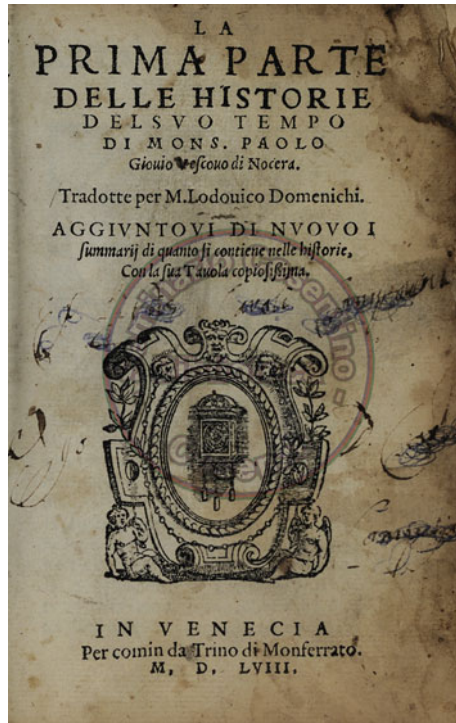 LA
PRIMA PARTE
DELLE HISTORIE
DEL SVO TEMPO
DI MONS. PAOLO
Giouio Vescouo di Nocera.
Tradotte per M. Lodouico Domenichi.
AGGIVNTOVI DI NVOVO I
summarij di quanto si contiene nelle historie,
Con la sua Tauola copiosissima.
IN VENECIA
Per comin da Trino di Monferrato.
M, D, LVIII.